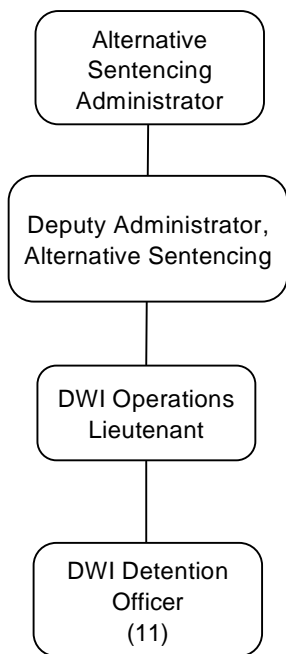 Alternative
Sentencing
Administrator
Deputy Administrator,
Alternative Sentencing
DWI Operations
Lieutenant
DWI Detention
Officer
(11)